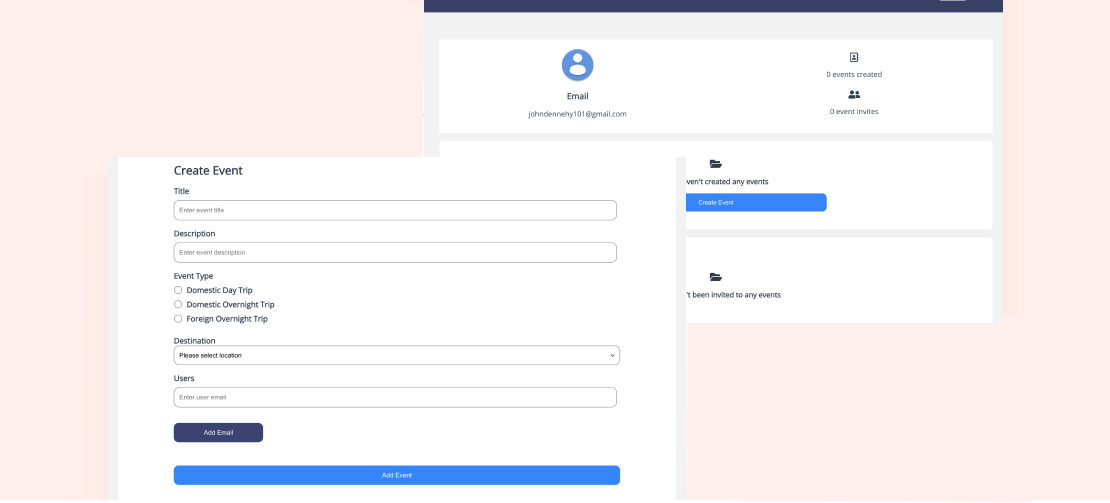 Email
johndennehy101@gmail.com
0 events created
0 event invites
ven't created any events
Create Event
't been invited to any events
Create Event
Title
Enter event title
Description
Enter event description
Event Type
Domestic Day Trip
Domestic Overnight Trip
Foreign Overnight Trip
Destination
Please select location
Users
Enter user email
Add Email
Add Event